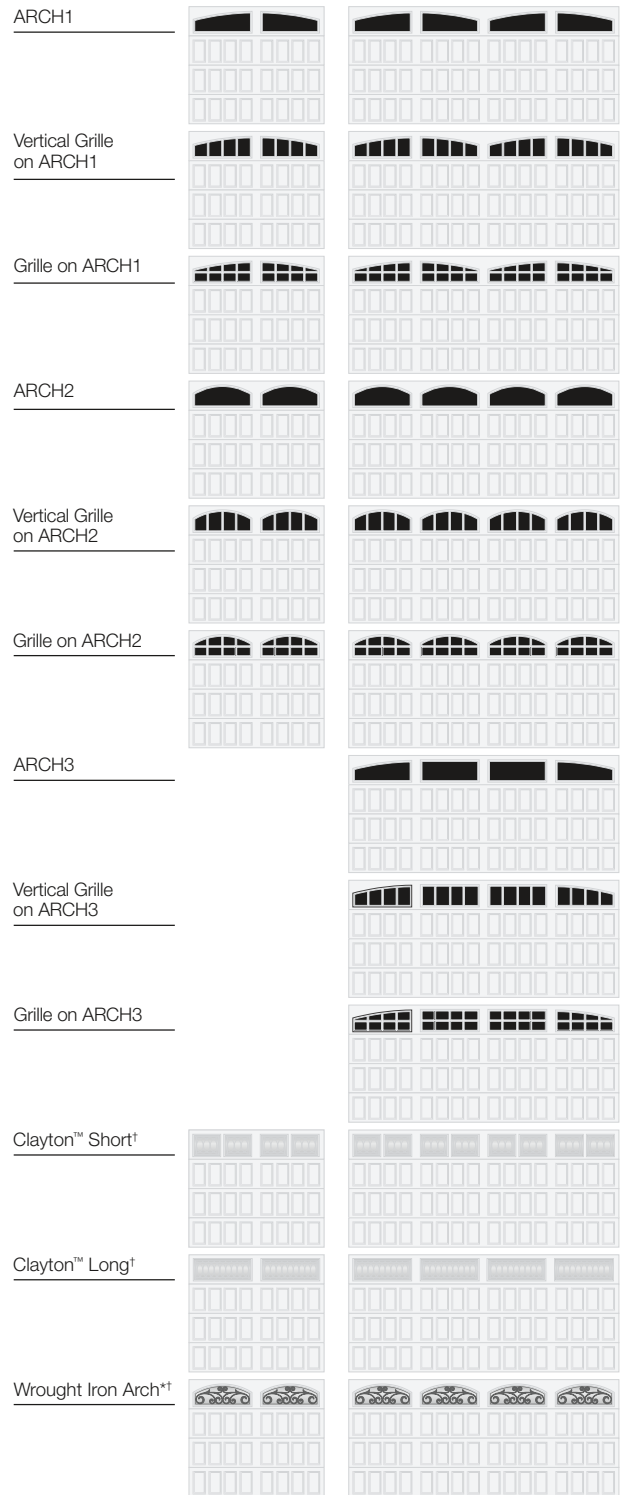 ARCH1
Vertical Grille
on ARCH1
Grille on ARCH1
ARCH2
Vertical Grille
on ARCH2
Grille on ARCH2
ARCH3
Vertical Grille
on ARCH3
Grille on ARCH3
Clayton™ Short†
Clayton™ Long†
Wrought Iron Arch*†